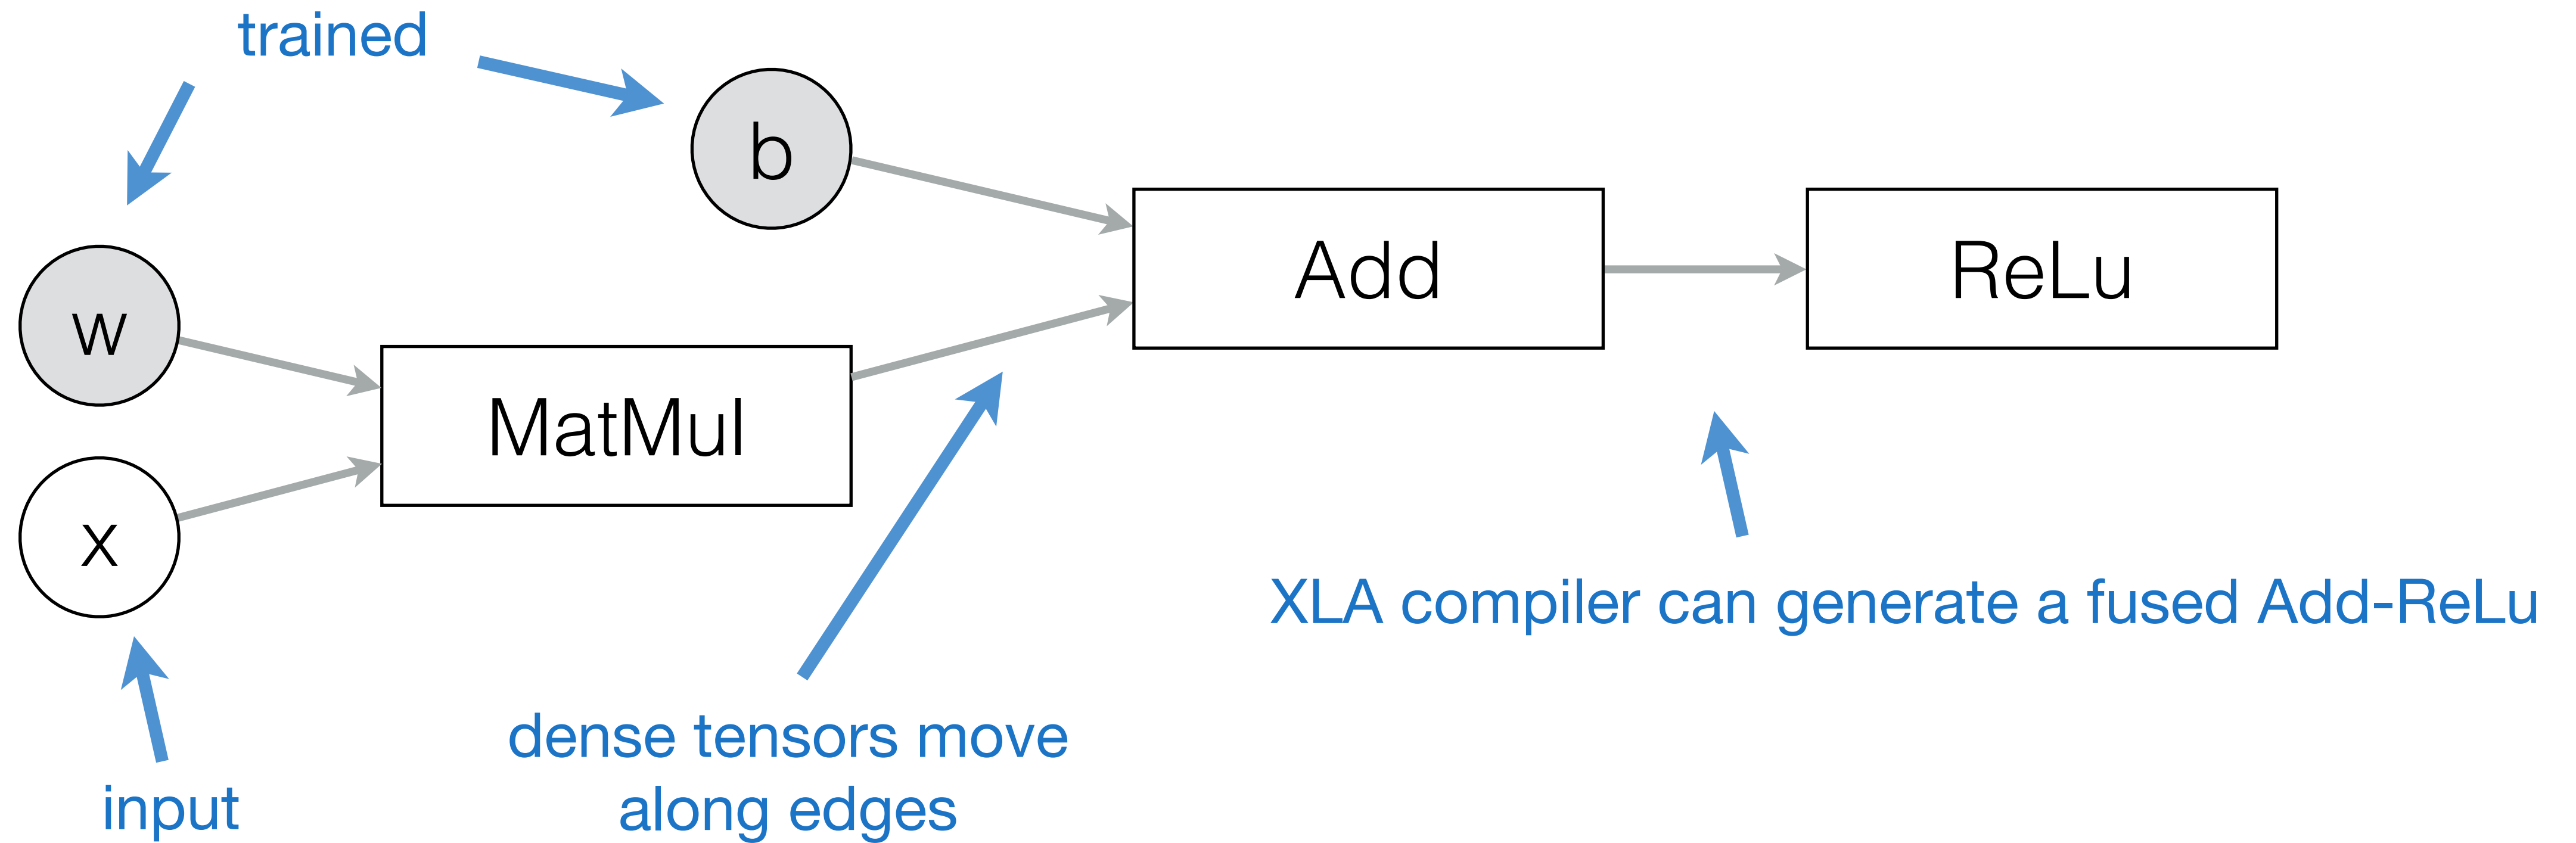 trained
b
w
Add
ReLu
MatMul
x
XLA compiler can generate a fused Add-ReLu
dense tensors move
along edges
input